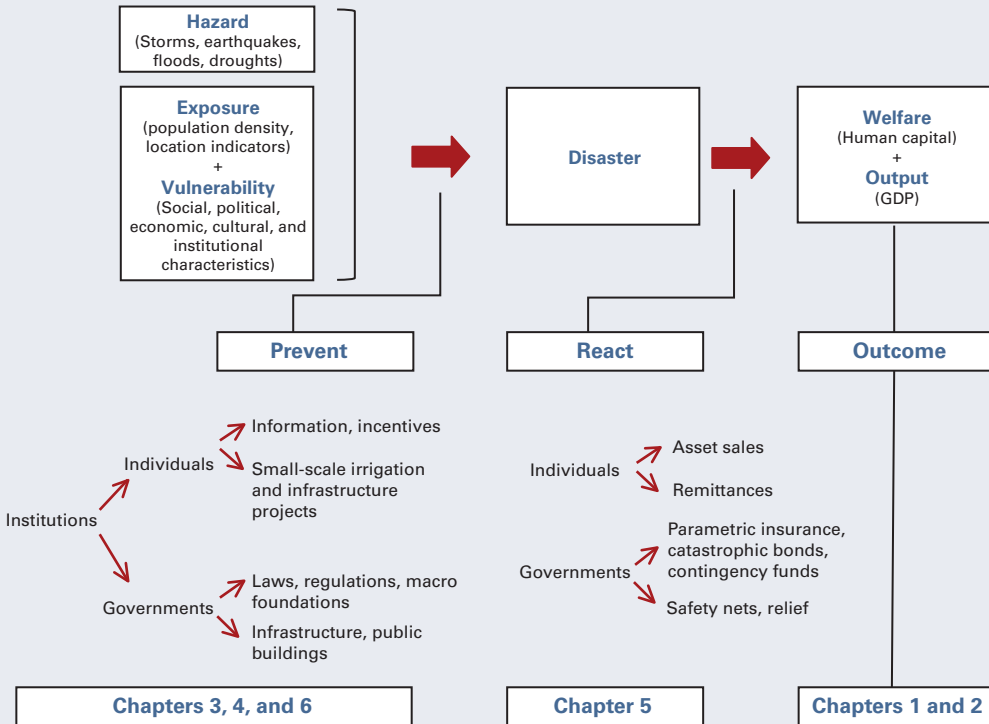 Hazard
(Storms, earthquakes,
floods, droughts)
Exposure
(population density,
location indicators)
+
Vulnerability
(Social, political,
economic, cultural, and
institutional
characteristics)
Disaster
Welfare
(Human capital)
+
Output
(GDP)
Prevent
React
Outcome
Institutions
Individuals
Information, incentives
Small-scale irrigation
and infrastructure
projects
Governments
Laws, regulations, macro
foundations
Infrastructure, public
buildings
Individuals
Asset sales
Remittances
Governments
Parametric insurance,
catastrophic bonds,
contingency funds
Safety nets, relief
Chapters 3, 4, and 6
Chapter 5
Chapters 1 and 2